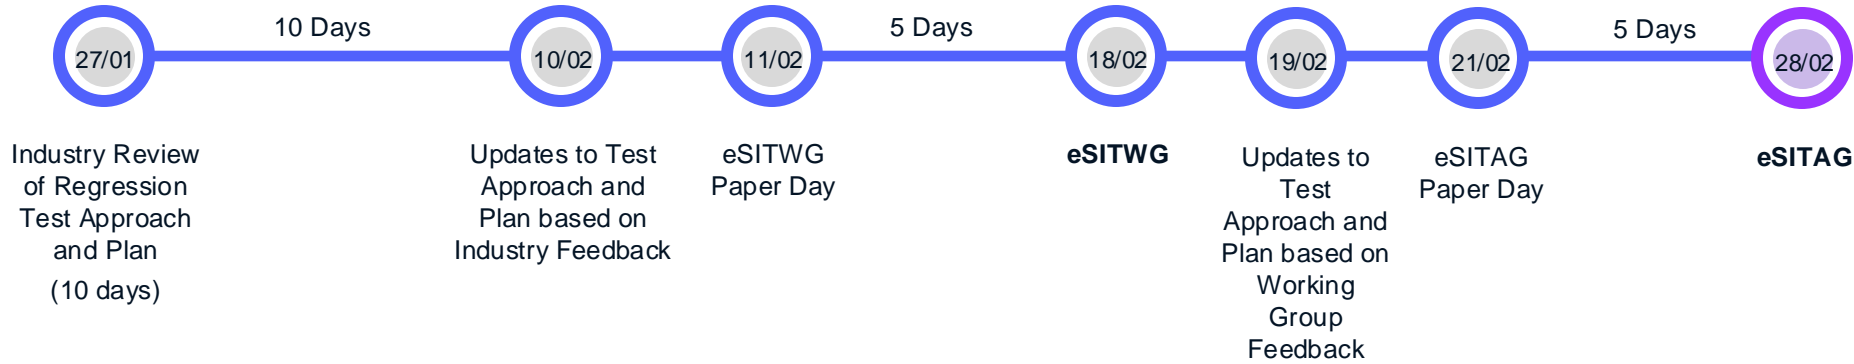 10 Days
5 Days
5 Days
27/01
10/02
11/02
18/02
19/02
21/02
28/02
Industry Review
of Regression
Test Approach
and Plan
(10 days)
Updates to Test
Approach and
Plan based on
Industry Feedback
eSITWG
Paper Day
eSITWG
Updates to
Test
Approach and
Plan based on
Working
Group
Feedback
eSITAG
Paper Day
eSITAG